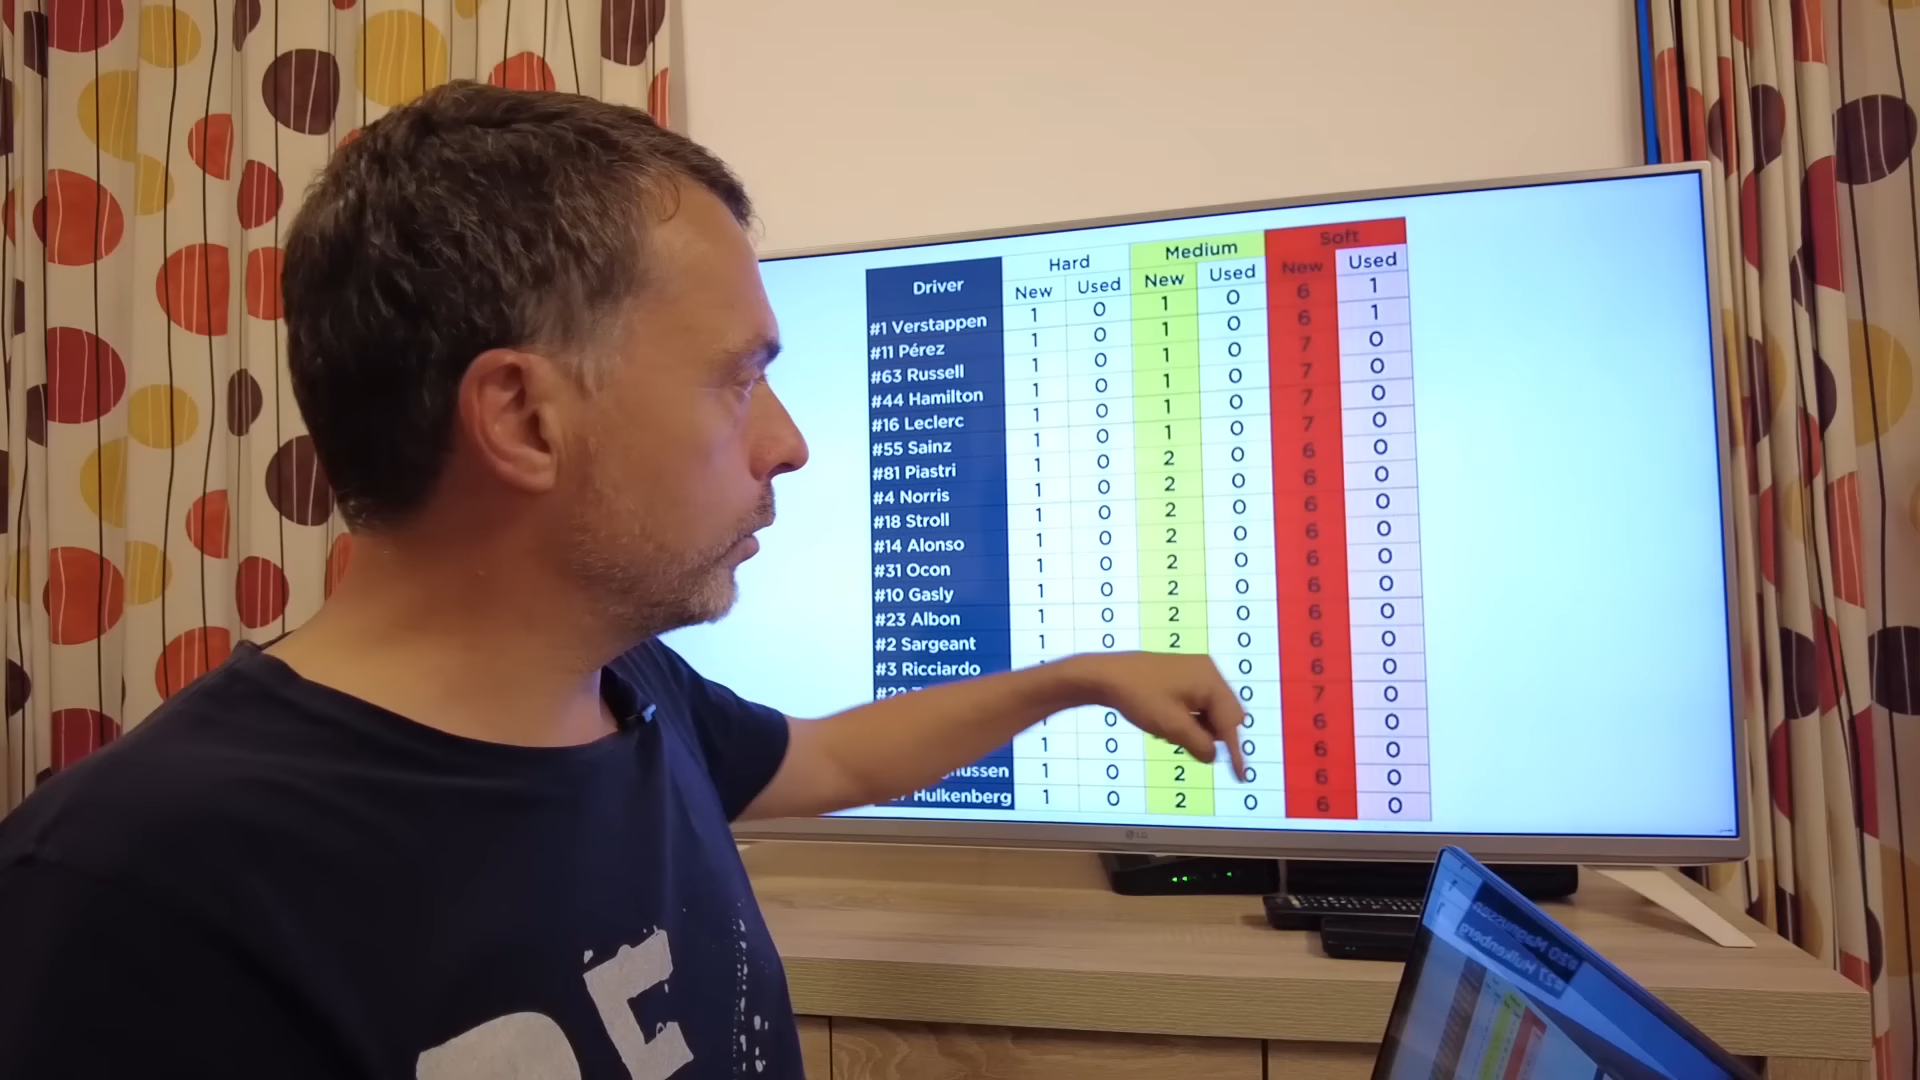 Driver Hard Medium Soft
New Used New Used New Used
#1 Verstappen 1 0 1 0 6 1
#11 Pérez 1 0 1 0 6 1
#63 Russell 1 0 1 0 7 0
#44 Hamilton 1 0 1 0 7 0
#16 Leclerc 1 0 1 0 7 0
#55 Sainz 1 0 1 0 7 0
#81 Piastri 1 0 2 0 6 0
#4 Norris 1 0 2 0 6 0
#18 Stroll 1 0 2 0 6 0
#14 Alonso 1 0 2 0 6 0
#31 Ocon 1 0 2 0 6 0
#10 Gasly 1 0 2 0 6 0
#23 Albon 1 0 2 0 6 0
#2 Sargeant 1 0 2 0 6 0
#3 Ricciardo 0 6 0
#22 0 7 0
0 0 6 0
1 0 2 0 6 0
1 0 2 0 6 0
Hulkenberg 1 0 2 0 6 0
LG
#20 Magnussen
#27 Hulkenberg